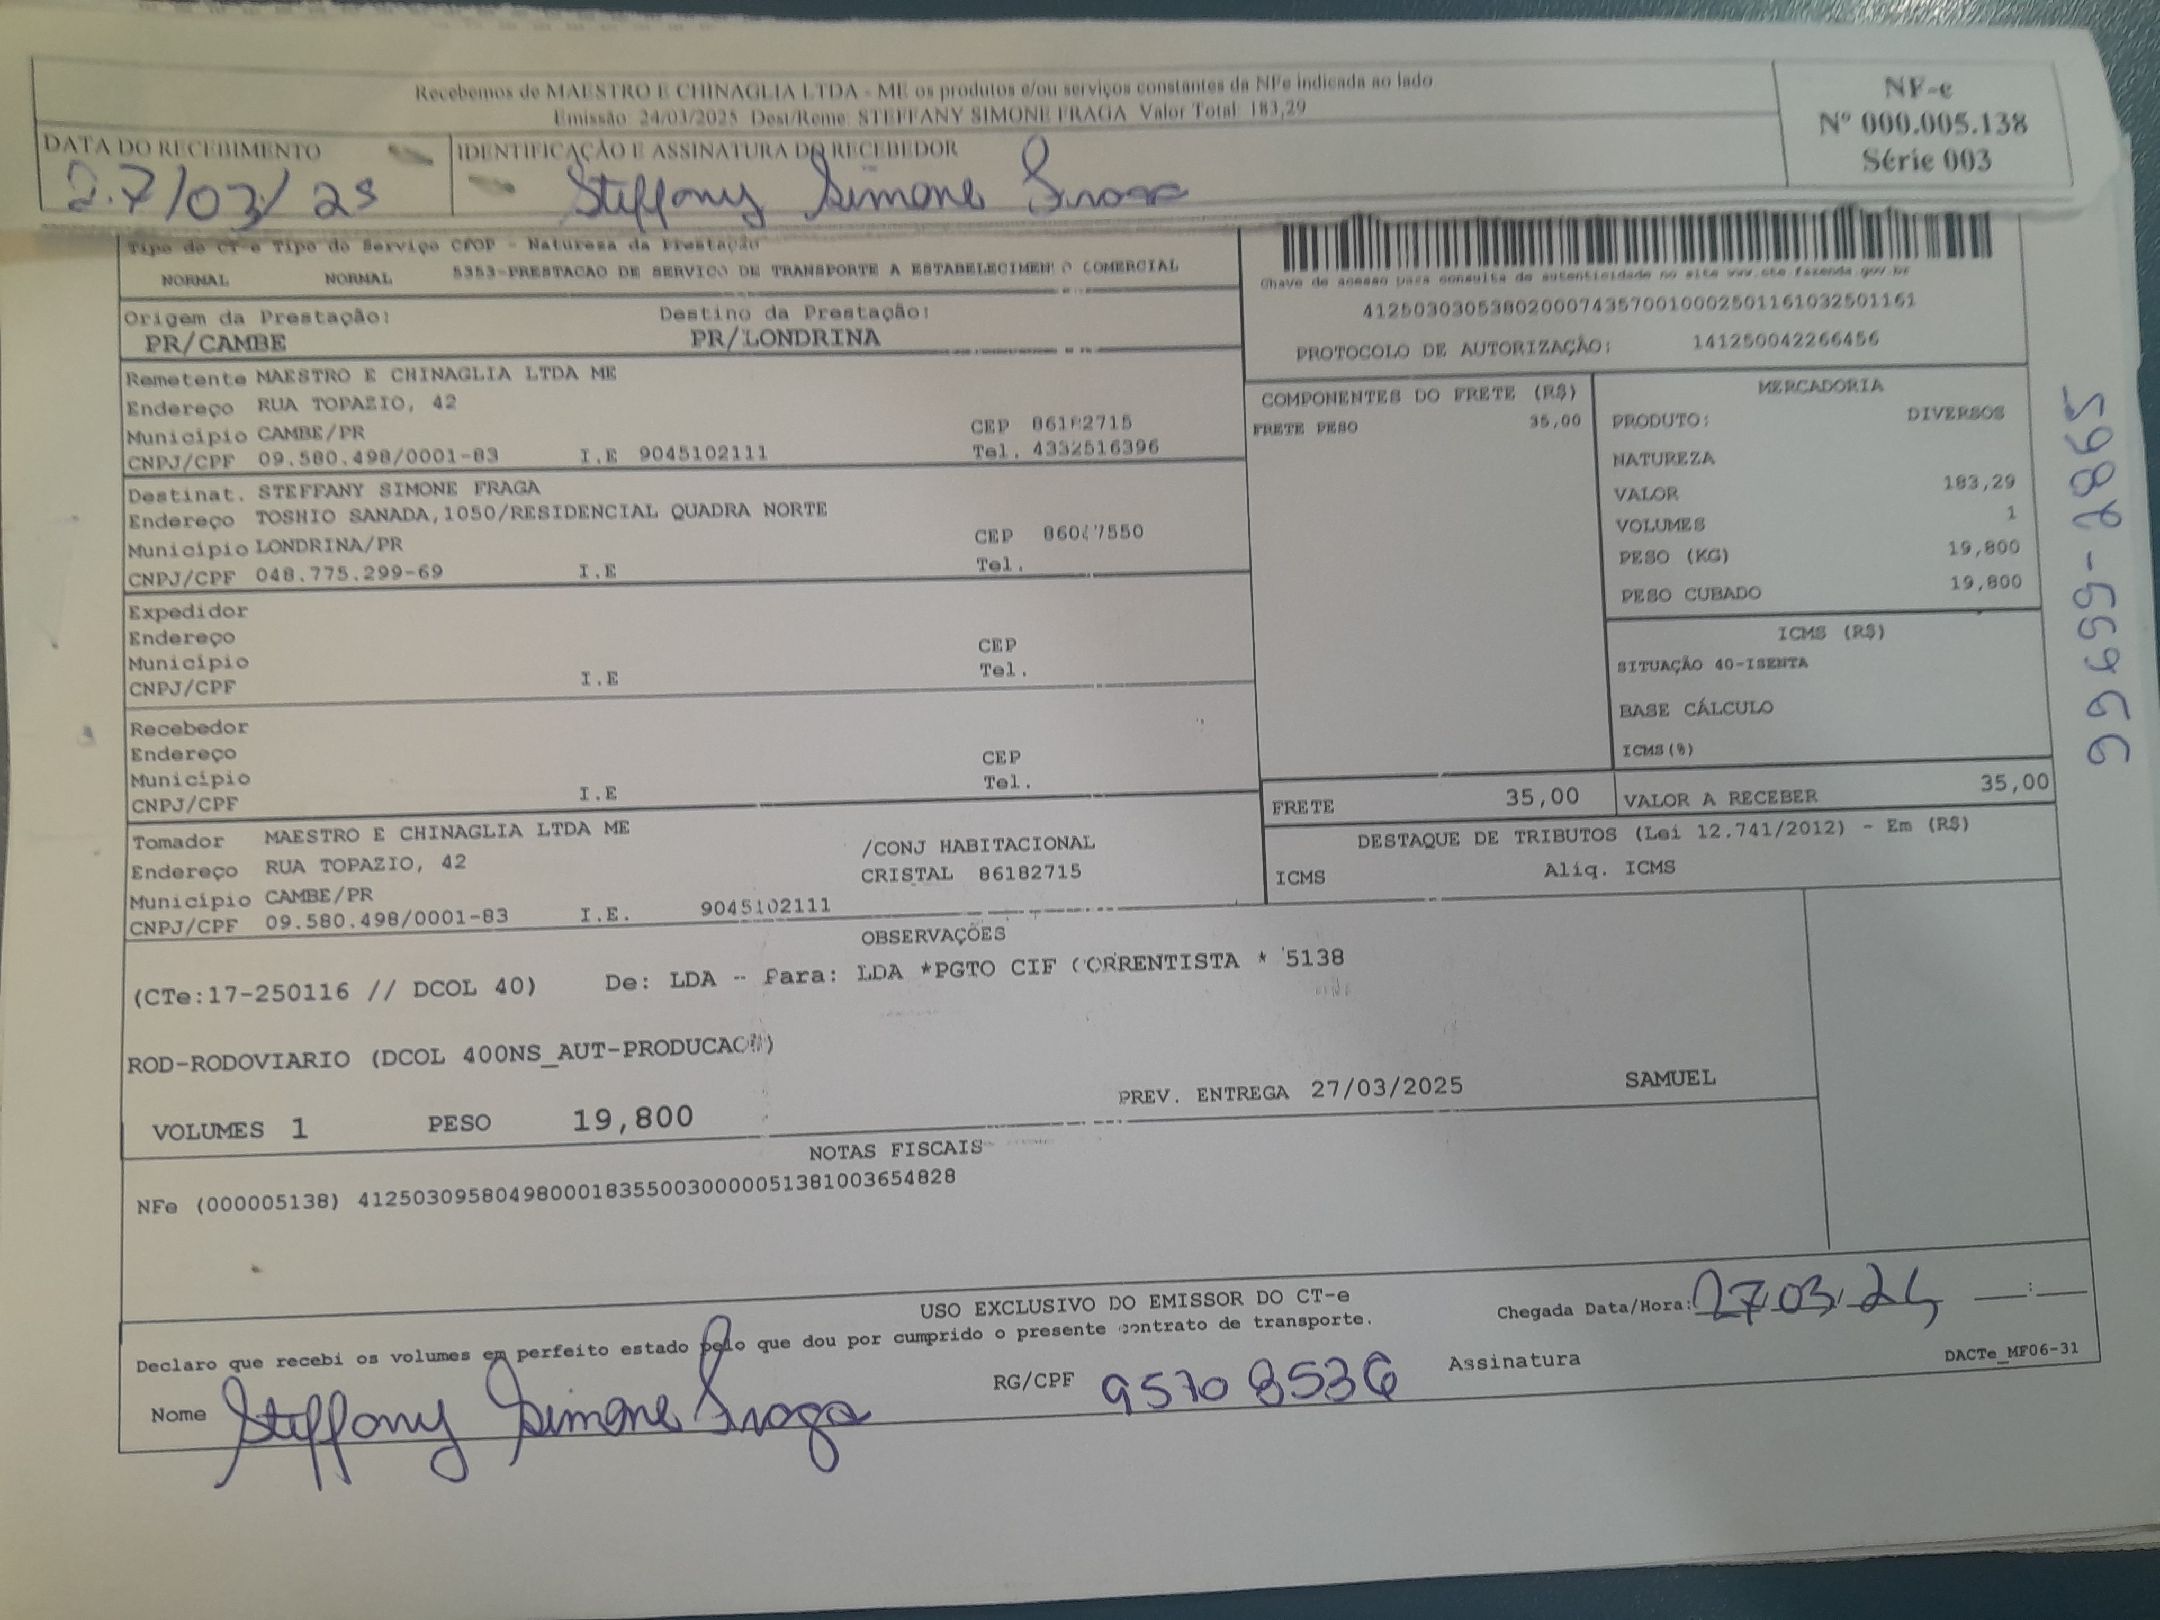 Recebemos de MAESTRO E CHINAGLIA LTDA - ME os produtos e/ou serviços constantes da NFe indicada ao lado
Emissão: 24/03/2025 Dest/Reme: STEFFANY SIMONE FRAGA Valor Total: 183,29
NF-e
Nº 000.005.138
Série 003
DATA DO RECEBIMENTO
27/03/25
IDENTIFICAÇÃO E ASSINATURA DO RECEBEDOR
Steffany Simone Fraga
Tipo do CT-e Tipo do Serviço CFOP - Natureza da Prestação
NORMAL NORMAL 5353-PRESTACAO DE SERVICO DE TRANSPORTE A ESTABELECIMENTO COMERCIAL
Chave de acesso para consulta de autenticidade no site www.cte.fazenda.gov.br
41250303053802000743570010002501161032501161
PROTOCOLO DE AUTORIZAÇÃO: 141250042266456
Origem da Prestação: Destino da Prestação:
PR/CAMBE PR/LONDRINA
Remetente MAESTRO E CHINAGLIA LTDA ME
Endereço RUA TOPAZIO, 42
Município CAMBE/PR CEP 86182715
CNPJ/CPF 09.580.498/0001-83 I.E 9045102111 Tel. 4332516396
Destinat. STEFFANY SIMONE FRAGA
Endereço TOSHIO SANADA,1050/RESIDENCIAL QUADRA NORTE
Município LONDRINA/PR CEP 7550
CNPJ/CPF 048.775.299-69 I.E Tel.
Expedidor
Endereço
Município CEP
CNPJ/CPF I.E Tel.
Recebedor
Endereço
Município CEP
CNPJ/CPF I.E Tel.
Tomador MAESTRO E CHINAGLIA LTDA ME
Endereço RUA TOPAZIO, 42 /CONJ HABITACIONAL
Município CAMBE/PR CRISTAL 86182715
CNPJ/CPF 09.580.498/0001-83 I.E. 9045102111
COMPONENTES DO FRETE (R$)
FRETE PESO 35,00
MERCADORIA
PRODUTO: DIVERSOS
NATUREZA
VALOR 183,29
VOLUMES 1
PESO (KG) 19,800
PESO CUBADO 19,800
ICMS (R$)
SITUAÇÃO 40-ISENTA
BASE CÁLCULO
ICMS(%)
FRETE 35,00 VALOR A RECEBER 35,00
DESTAQUE DE TRIBUTOS (Lei 12.741/2012) - Em (R$)
ICMS Aliq. ICMS
99699-2865
OBSERVAÇÕES
(CTe:17-250116 // DCOL 40) De: LDA - Para: LDA *PGTO CIF CORRENTISTA * 5138
ROD-RODOVIARIO (DCOL 400NS_AUT-PRODUCAO)
PREV. ENTREGA 27/03/2025 SAMUEL
VOLUMES 1 PESO 19,800
NOTAS FISCAIS
NFe (000005138) 41250309580498000183550030000051381003654828
USO EXCLUSIVO DO EMISSOR DO CT-e
Declaro que recebi os volumes em perfeito estado pelo que dou por cumprido o presente contrato de transporte.
Chegada Data/Hora: 27/03/25 __:__
Nome Steffany Simone Fraga RG/CPF 95708536 Assinatura
DACTe_MF06-31